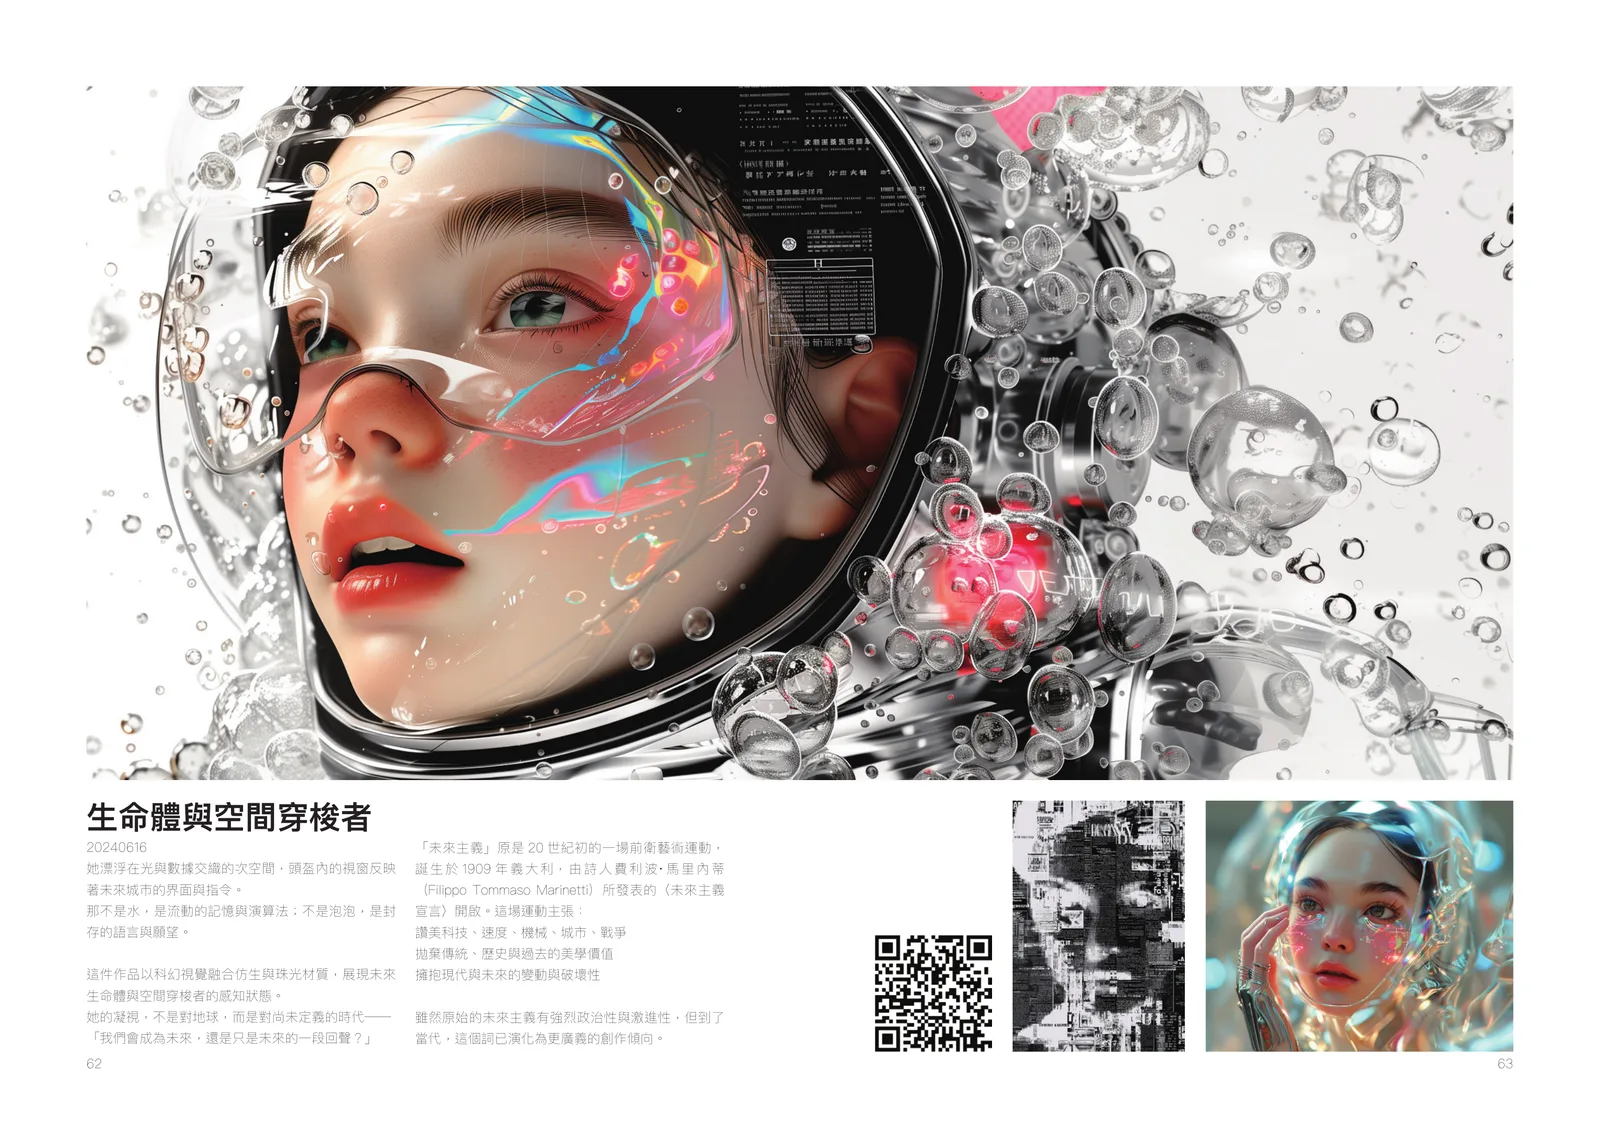 生命體與空間穿梭者
20240616
她漂浮在光與數據交織的次空間，頭盔內的視窗反映
著未來城市的界面與指令。
那不是水，是流動的記憶與演算法；不是泡泡，是封
存的語言與願望。
這件作品以科幻視覺融合仿生與珠光材質，展現未來
生命體與空間穿梭者的感知狀態。
她的凝視，不是對地球，而是對尚未定義的時代——
「我們會成為未來，還是只是未來的一段回聲？」
「未來主義」原是 20 世紀初的一場前衛藝術運動，
誕生於 1909 年義大利，由詩人費利波·馬里內蒂
（Filippo Tommaso Marinetti）所發表的〈未來主義
宣言〉開啟。這場運動主張：
讚美科技、速度、機械、城市、戰爭
拋棄傳統、歷史與過去的美學價值
擁抱現代與未來的變動與破壞性
雖然原始的未來主義有強烈政治性與激進性，但到了
當代，這個詞已演化為更廣義的創作傾向。
62
63